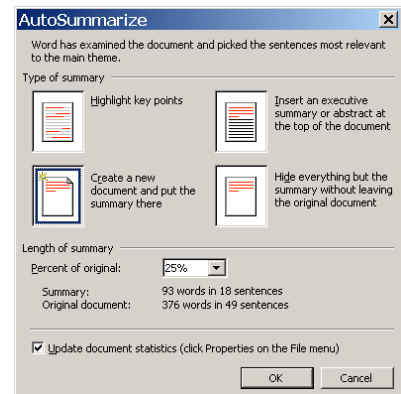 AutoSummarize
Word has examined the document and picked the sentences most relevant
to the main theme.
Type of summary
Highlight key points
Insert an executive
summary or abstract at
the top of the document
Create a new
document and put the
summary there
Hide everything but the
summary without leaving
the original document
Length of summary
Percent of original: 25%
Summary: 93 words in 18 sentences
Original document: 376 words in 49 sentences
Update document statistics (click Properties on the File menu)
OK Cancel